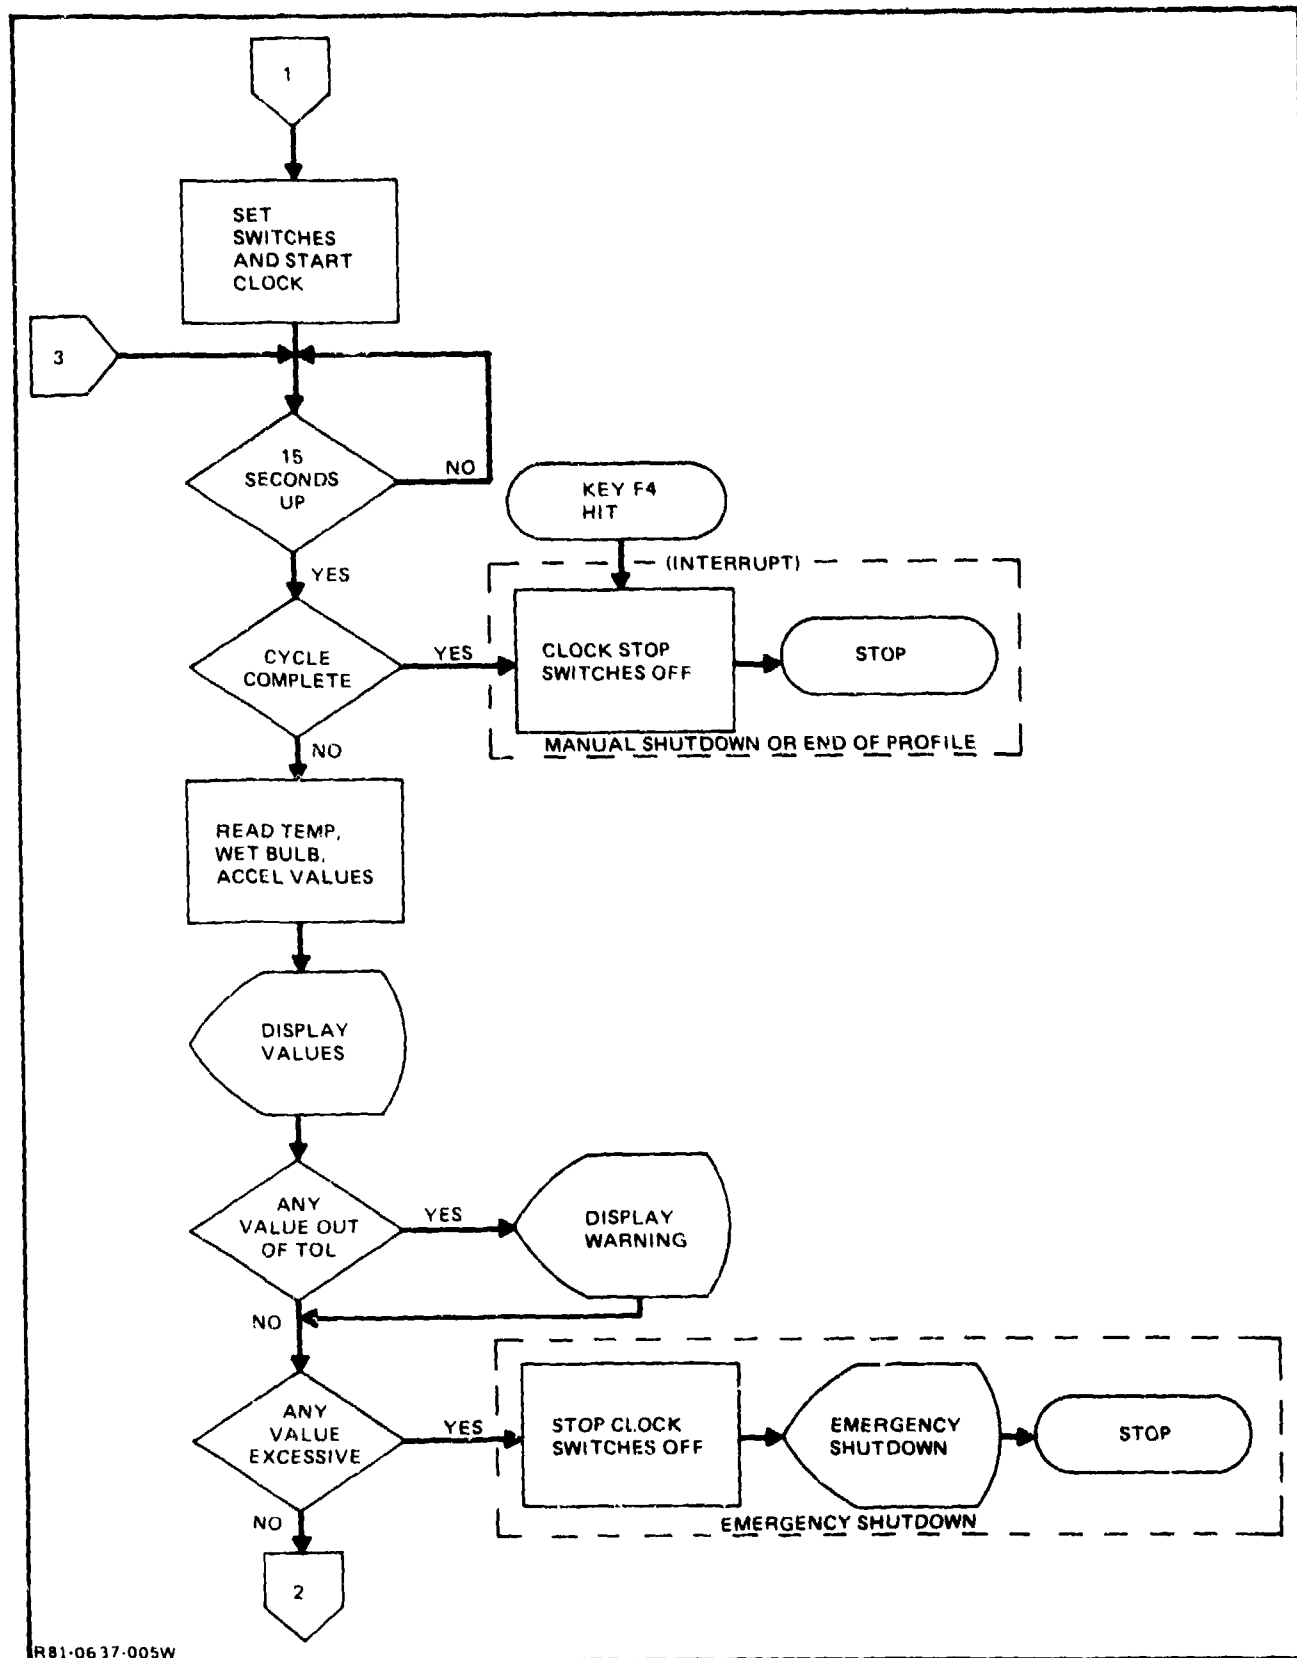 1
SET
SWITCHES
AND START
CLOCK
3
15
SECONDS
UP
NO
KEY F4
HIT
(INTERRUPT)
YES
CYCLE
COMPLETE
YES
CLOCK STOP
SWITCHES OFF
STOP
MANUAL SHUTDOWN OR END OF PROFILE
NO
READ TEMP,
WET BULB,
ACCEL VALUES
DISPLAY
VALUES
ANY
VALUE OUT
OF TOL
YES
DISPLAY
WARNING
NO
ANY
VALUE
EXCESSIVE
YES
STOP CLOCK
SWITCHES OFF
EMERGENCY
SHUTDOWN
STOP
EMERGENCY SHUTDOWN
NO
2
R81-0637-005W